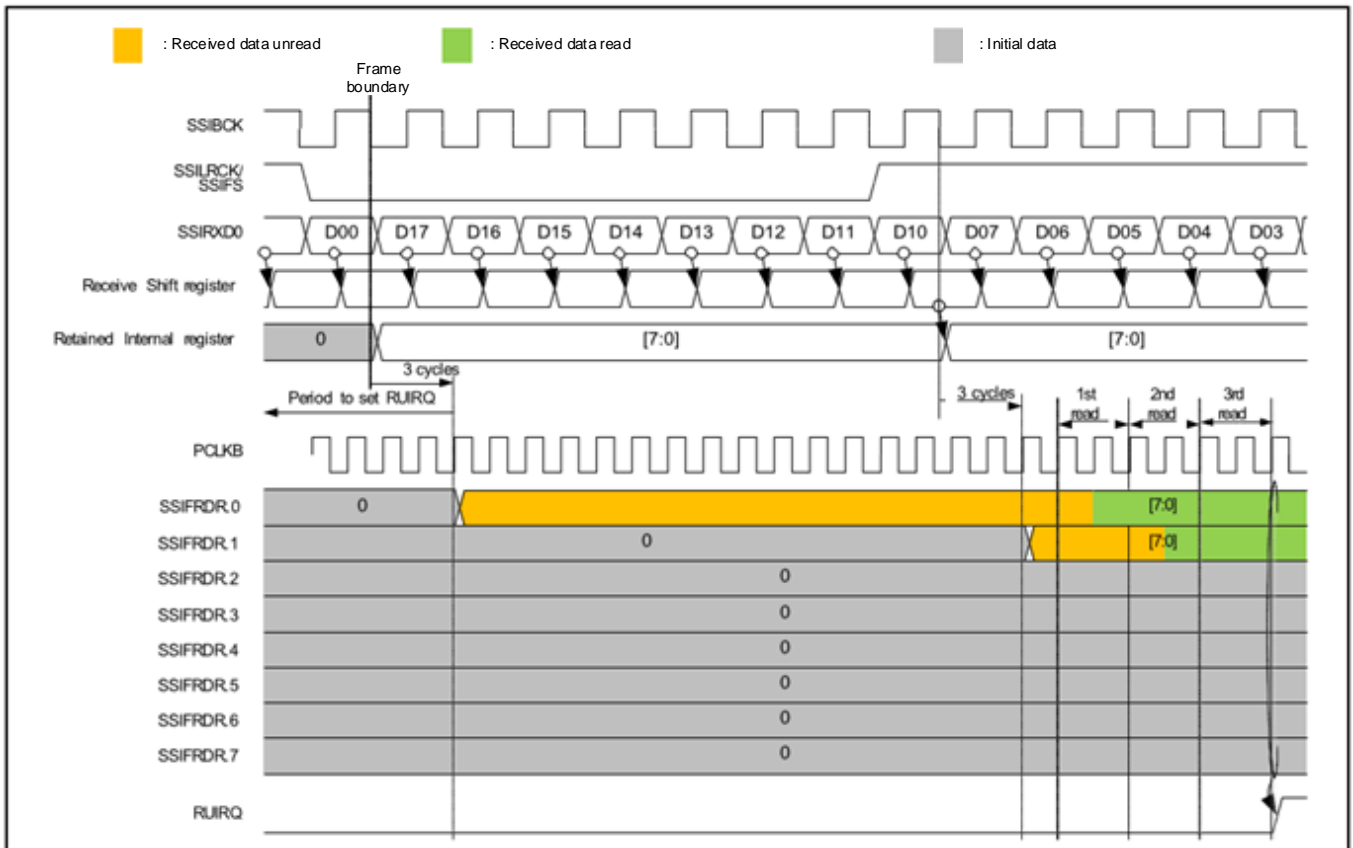 : Received data unread
: Received data read
: Initial data
Frame
boundary
SSIBCK
SSILRCK/
SSIFS
SSIRXD0
D00 D17 D16 D15 D14 D13 D12 D11 D10 D07 D06 D05 D04 D03
Receive Shift register
Retained Internal register
0 [7:0] [7:0]
3 cycles
Period to set RUIRQ
3 cycles
1st
read
2nd
read
3rd
read
PCLKB
SSIFRDR.0
0 [7:0]
SSIFRDR.1
0 [7:0]
SSIFRDR.2
0
SSIFRDR.3
0
SSIFRDR.4
0
SSIFRDR.5
0
SSIFRDR.6
0
SSIFRDR.7
0
RUIRQ